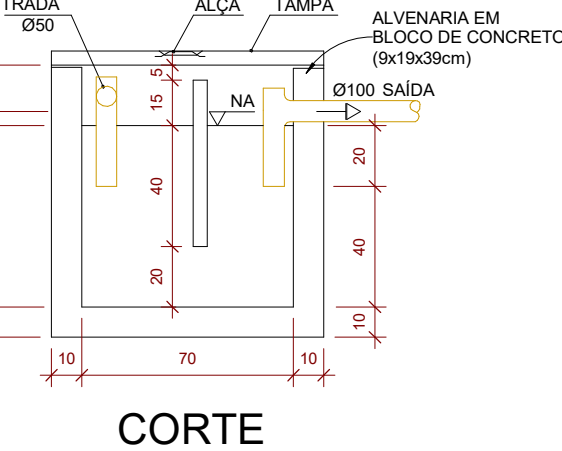 TRADA
Ø50
ALÇA
TAMPA
ALVENARIA EM
BLOCO DE CONCRETO
(9x19x39cm)
5
15
NA
Ø100 SAÍDA
40
20
20
40
10
10
70
10
CORTE